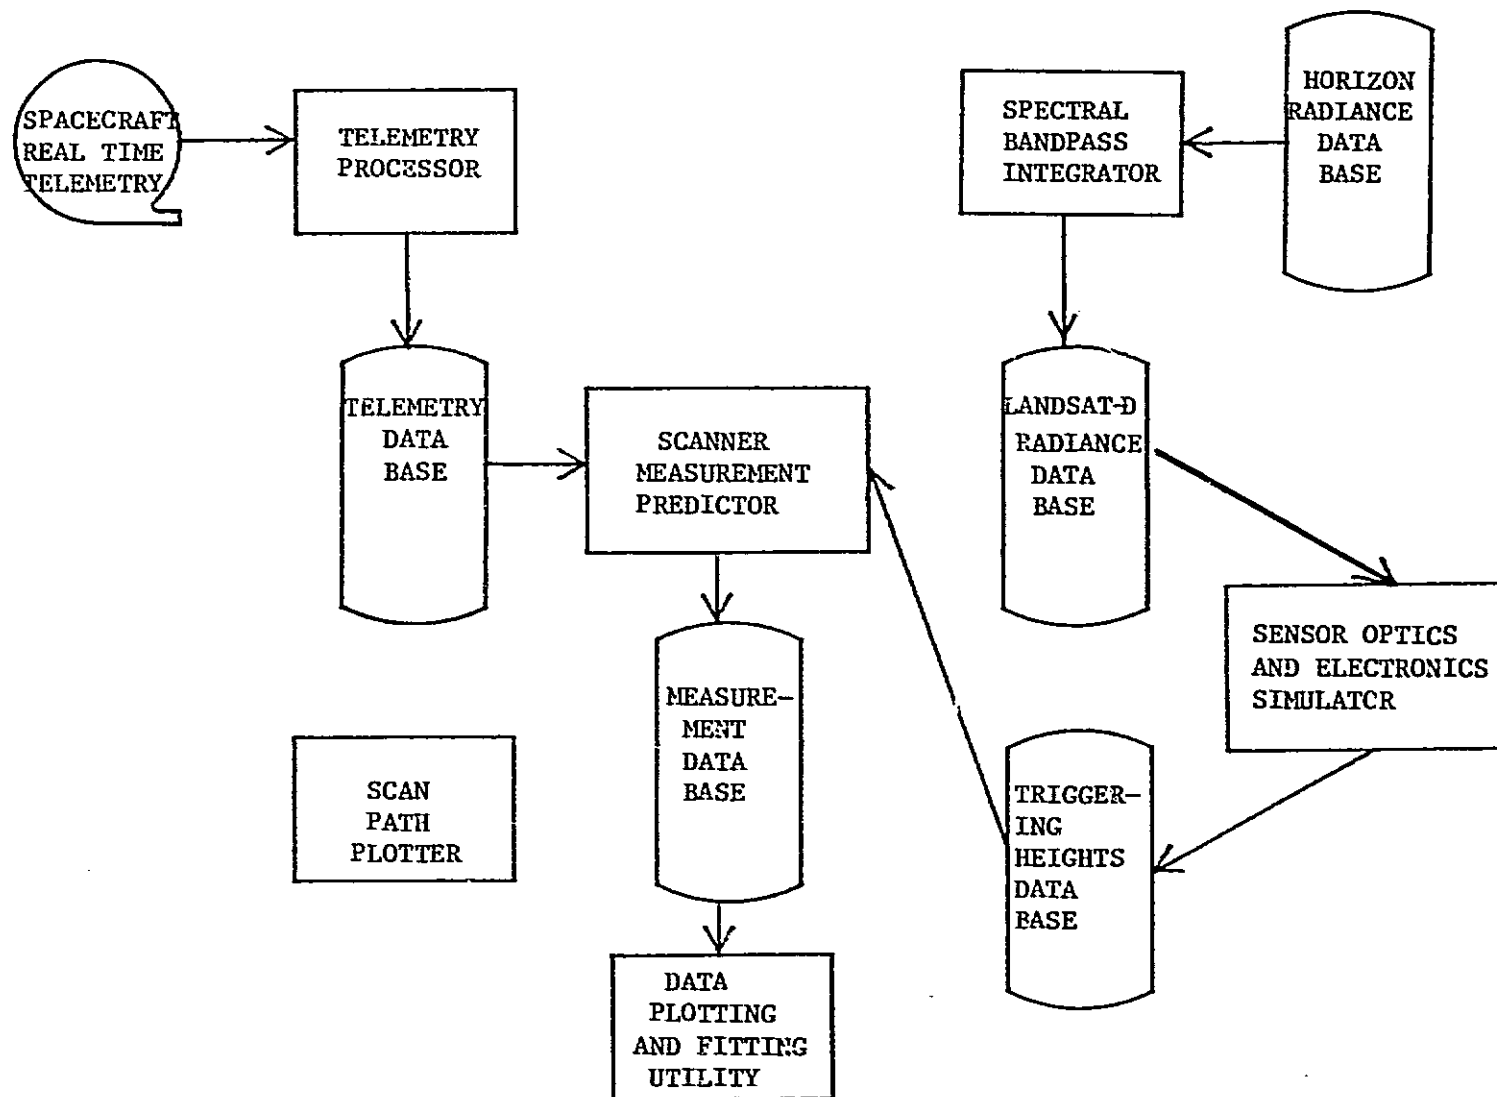 SPACECRAFT
REAL TIME
TELEMETRY
TELEMETRY
PROCESSOR
SPECTRAL
BANDPASS
INTEGRATOR
HORIZON
RADIANCE
DATA
BASE
TELEMETRY
DATA
BASE
SCANNER
MEASUREMENT
PREDICTOR
LANDSAT-D
RADIANCE
DATA
BASE
SENSOR OPTICS
AND ELECTRONICS
SIMULATOR
MEASURE-
MENT
DATA
BASE
SCAN
PATH
PLOTTER
TRIGGER-
ING
HEIGHTS
DATA
BASE
DATA
PLOTTING
AND FITTING
UTILITY